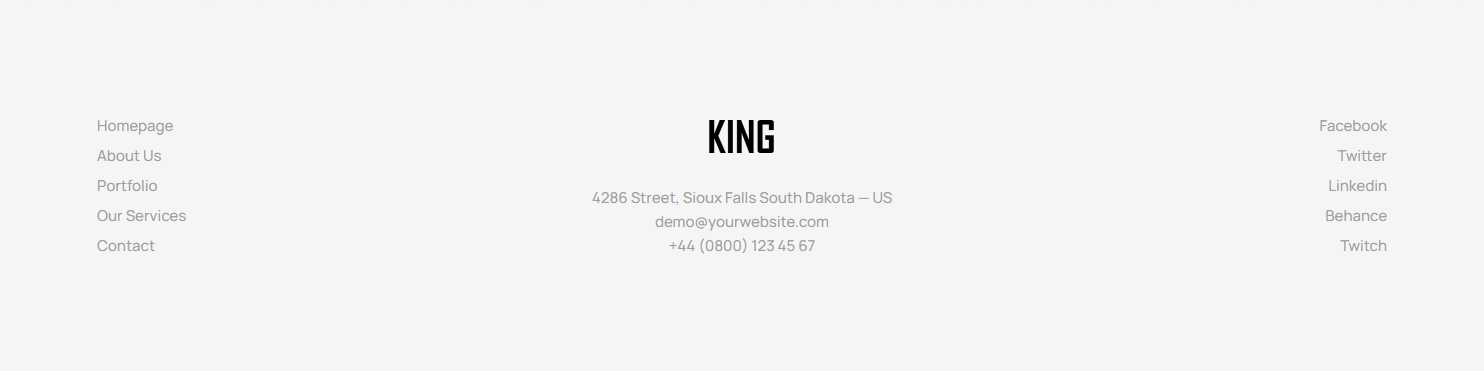 Homepage
About Us
Portfolio
Our Services
Contact
KING
4286 Street, Sioux Falls South Dakota — US
demo@yourwebsite.com
+44 (0800) 123 45 67
Facebook
Twitter
Linkedin
Behance
Twitch